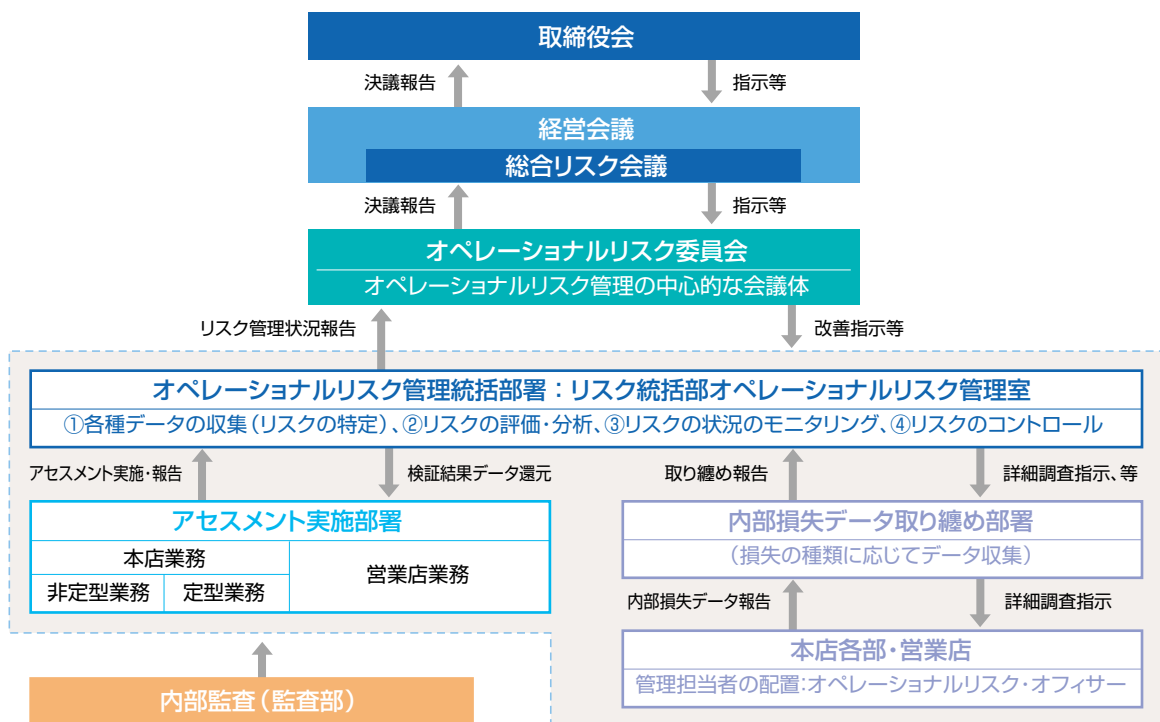 取締役会
決議報告
指示等
経営会議
総合リスク会議
決議報告
指示等
オペレーショナルリスク委員会
オペレーショナルリスク管理の中心的な会議体
リスク管理状況報告
改善指示等
オペレーショナルリスク管理統括部署：リスク統括部オペレーショナルリスク管理室
①各種データの収集（リスクの特定）、②リスクの評価・分析、③リスクの状況のモニタリング、④リスクのコントロール
アセスメント実施・報告
検証結果データ還元
取り纏め報告
詳細調査指示、等
アセスメント実施部署
本店業務
非定型業務
定型業務
営業店業務
内部損失データ取り纏め部署
（損失の種類に応じてデータ収集）
内部損失データ報告
詳細調査指示
本店各部・営業店
管理担当者の配置：オペレーショナルリスク・オフィサー
内部監査（監査部）